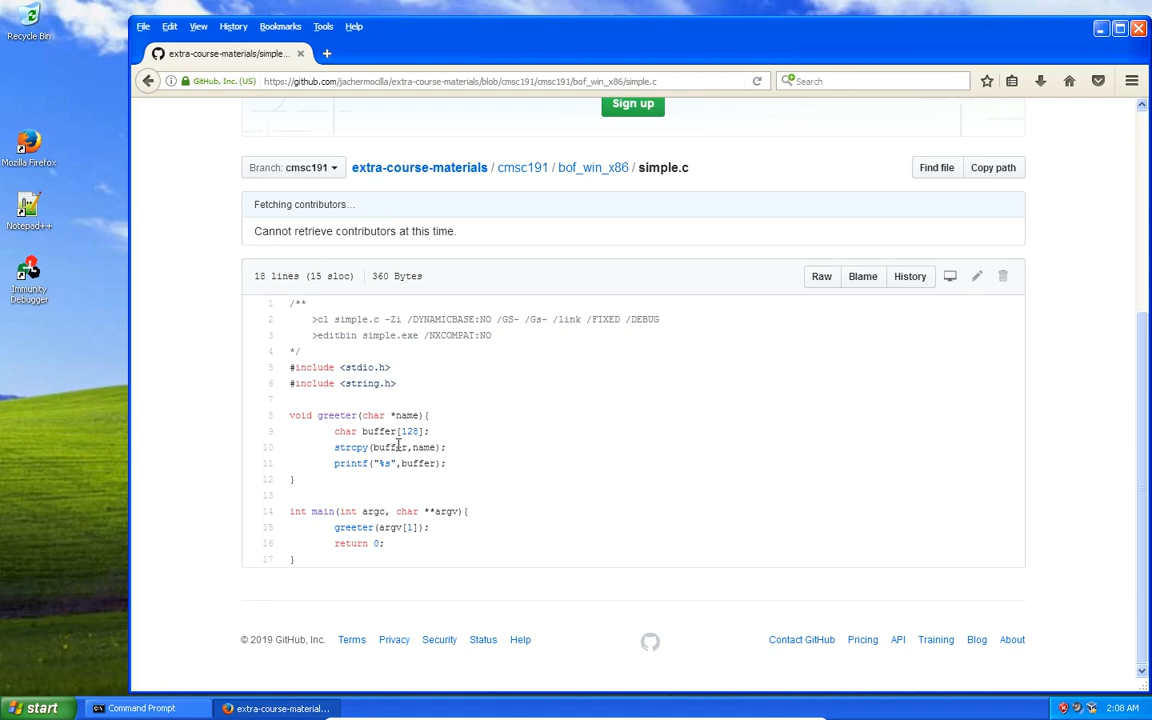 Recycle Bin
Mozilla Firefox
Notepad++
Immunity
Debugger
File Edit View History Bookmarks Tools Help
extra-course-materials/simple...
GitHub, Inc. (US) https://github.com/jachermocilla/extra-course-materials/blob/cmsc191/cmsc191/bof_win_x86/simple.c
Search
Sign up
Branch: cmsc191
extra-course-materials / cmsc191 / bof_win_x86 / simple.c
Find file Copy path
Fetching contributors...
Cannot retrieve contributors at this time.
18 lines (15 sloc) 360 Bytes
Raw Blame History
1 /**
2 >cl simple.c -Zi /DYNAMICBASE:NO /GS- /Gs- /link /FIXED /DEBUG
3 >editbin simple.exe /NXCOMPAT:NO
4 */
5 #include <stdio.h>
6 #include <string.h>
7
8 void greeter(char *name){
9 char buffer[128];
10 strcpy(buffer,name);
11 printf("%s",buffer);
12 }
13
14 int main(int argc, char **argv){
15 greeter(argv[1]);
16 return 0;
17 }
© 2019 GitHub, Inc. Terms Privacy Security Status Help
Contact GitHub Pricing API Training Blog About
start
Command Prompt
extra-course-material...
2:08 AM